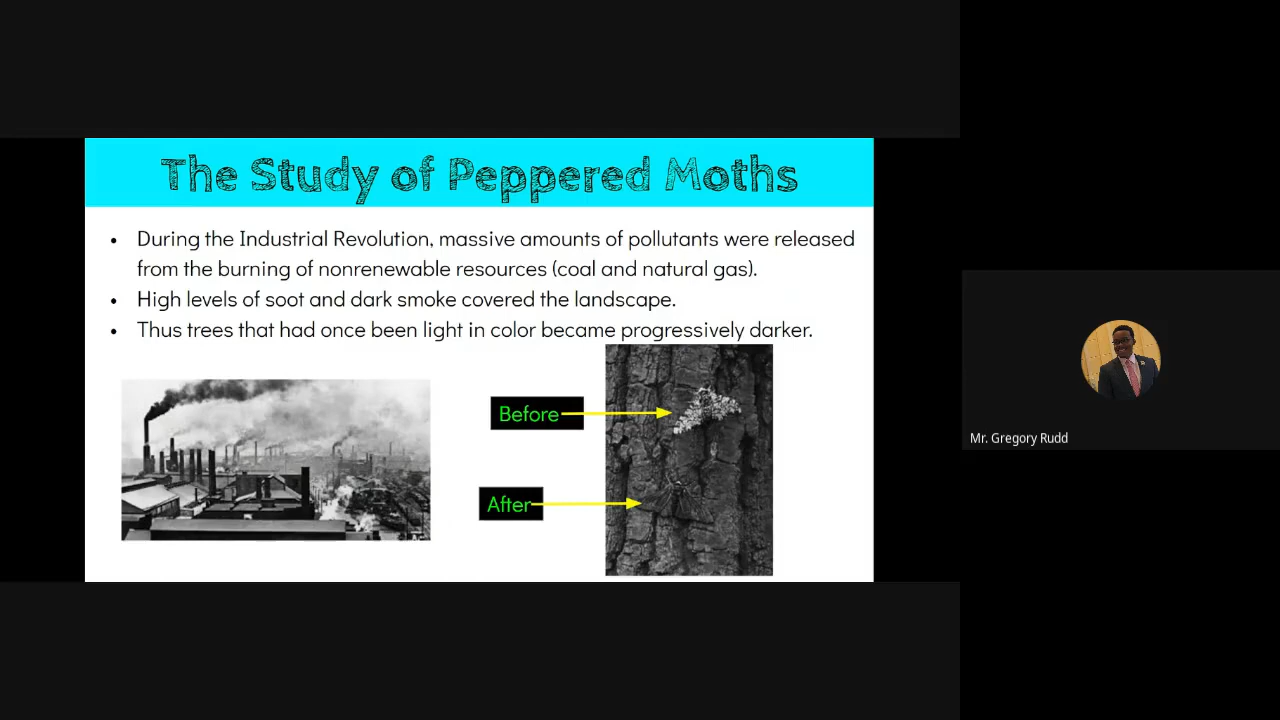 The Study of Peppered Moths
• During the Industrial Revolution, massive amounts of pollutants were released
from the burning of nonrenewable resources (coal and natural gas).
• High levels of soot and dark smoke covered the landscape.
• Thus trees that had once been light in color became progressively darker.
Before
After
Mr. Gregory Rudd